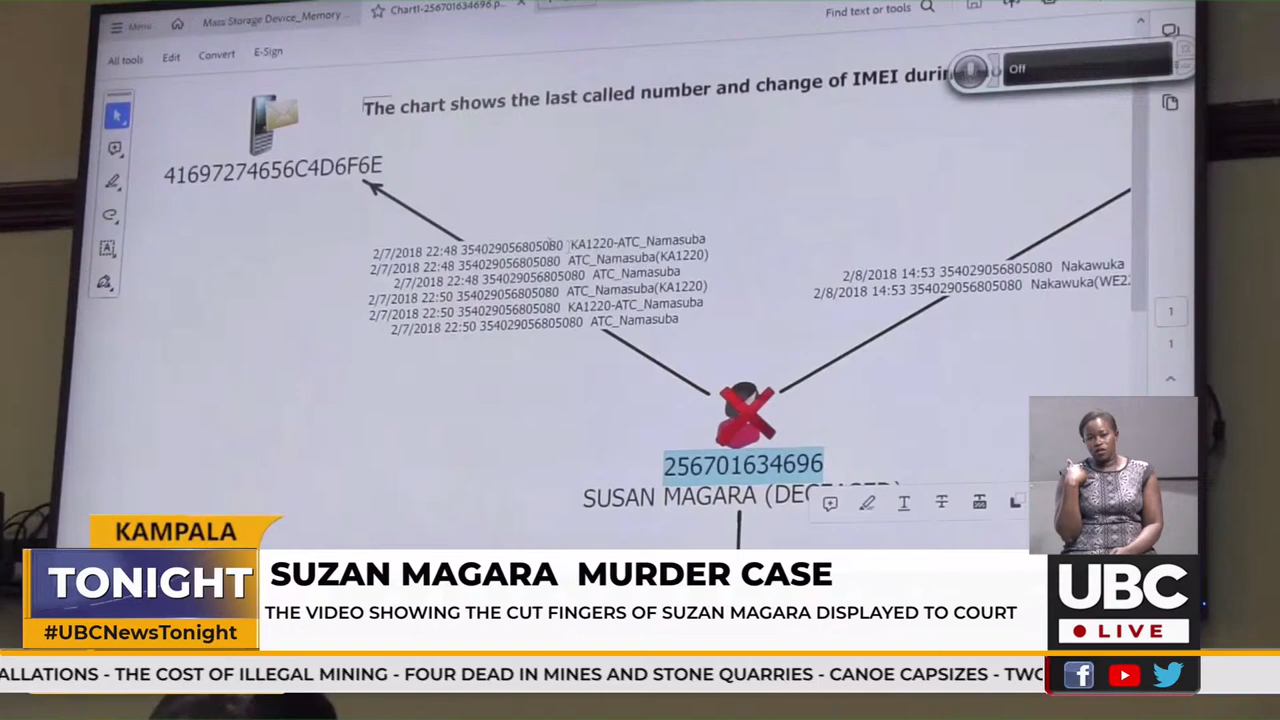 Menu
Mass Storage Device_Memory ...
Chart1-256701634696.p...
Find text or tools
All tools
Edit
Convert
E-Sign
Off
The chart shows the last called number and change of IMEI durin
41697274656C4D6F6E
2/7/2018 22:48 354029056805080 KA1220-ATC_Namasuba
2/7/2018 22:48 354029056805080 ATC_Namasuba(KA1220)
2/7/2018 22:48 354029056805080 ATC_Namasuba
2/7/2018 22:50 354029056805080 ATC_Namasuba(KA1220)
2/7/2018 22:50 354029056805080 KA1220-ATC_Namasuba
2/7/2018 22:50 354029056805080 ATC_Namasuba
2/8/2018 14:53 354029056805080 Nakawuka
2/8/2018 14:53 354029056805080 Nakawuka(WE2
1
1
256701634696
SUSAN MAGARA (DECEASED)
KAMPALA
TONIGHT
#UBCNewsTonight
SUZAN MAGARA MURDER CASE
THE VIDEO SHOWING THE CUT FINGERS OF SUZAN MAGARA DISPLAYED TO COURT
UBC
LIVE
ALLATIONS - THE COST OF ILLEGAL MINING - FOUR DEAD IN MINES AND STONE QUARRIES - CANOE CAPSIZES - TWO